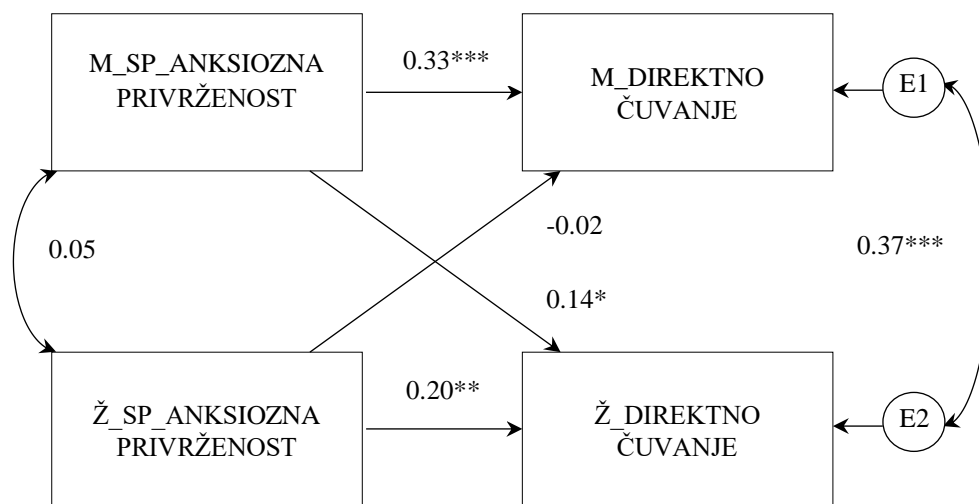 M_SP_ANKSIOZNA
PRIVRŽENOST
0.33***
M_DIREKTNO
ČUVANJE
E1
0.05
-0.02
0.37***
0.14*
Ž_SP_ANKSIOZNA
PRIVRŽENOST
0.20**
Ž_DIREKTNO
ČUVANJE
E2